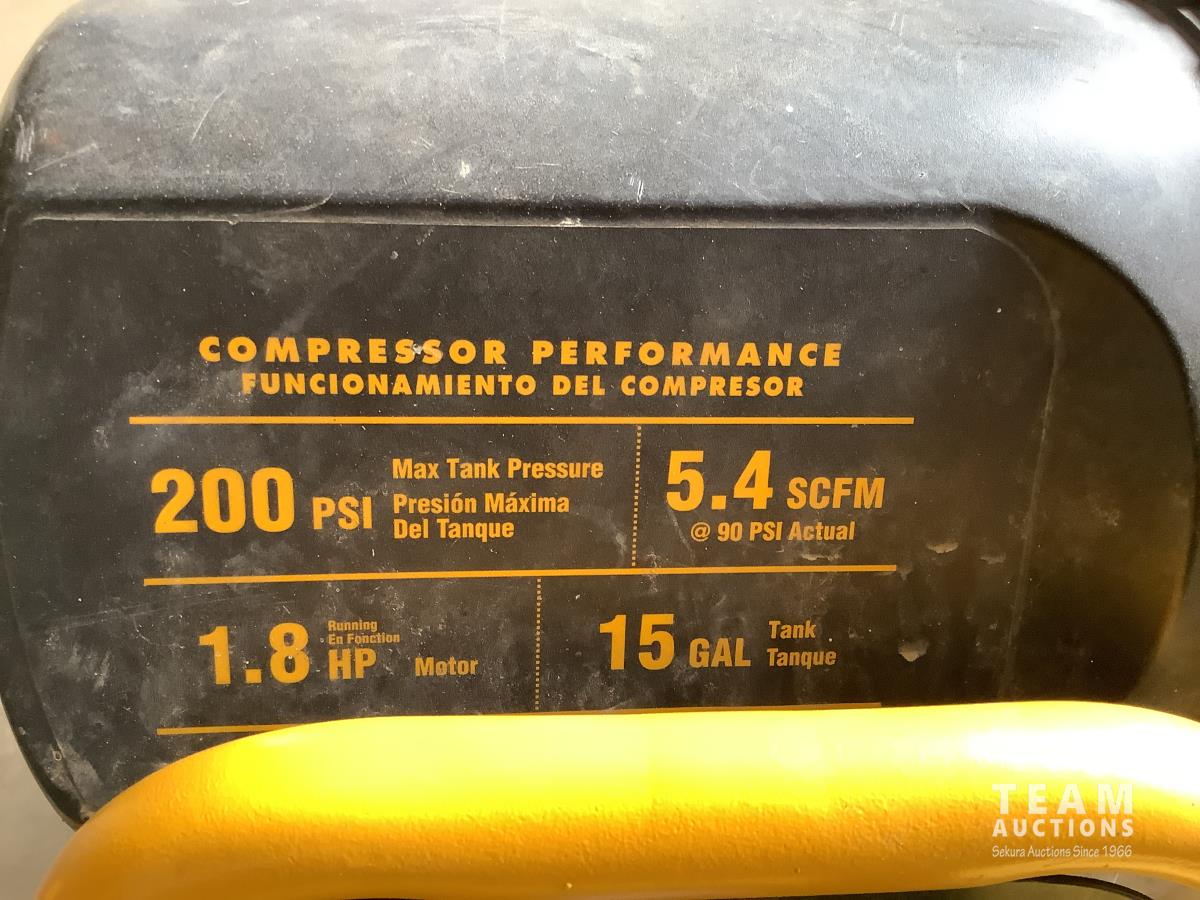 COMPRESSOR PERFORMANCE
FUNCIONAMIENTO DEL COMPRESOR
200 PSI
Max Tank Pressure
Presión Máxima
Del Tanque
5.4 SCFM
@ 90 PSI Actual
1.8
Running
En Fonction
HP Motor
15 GAL
Tank
Tanque
TEAM
AUCTIONS
Sekura Auctions Since 1966